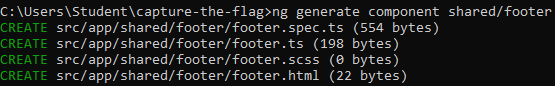 C:\Users\Student\capture-the-flag>ng generate component shared/footer
CREATE src/app/shared/footer/footer.spec.ts (554 bytes)
CREATE src/app/shared/footer/footer.ts (198 bytes)
CREATE src/app/shared/footer/footer.scss (0 bytes)
CREATE src/app/shared/footer/footer.html (22 bytes)